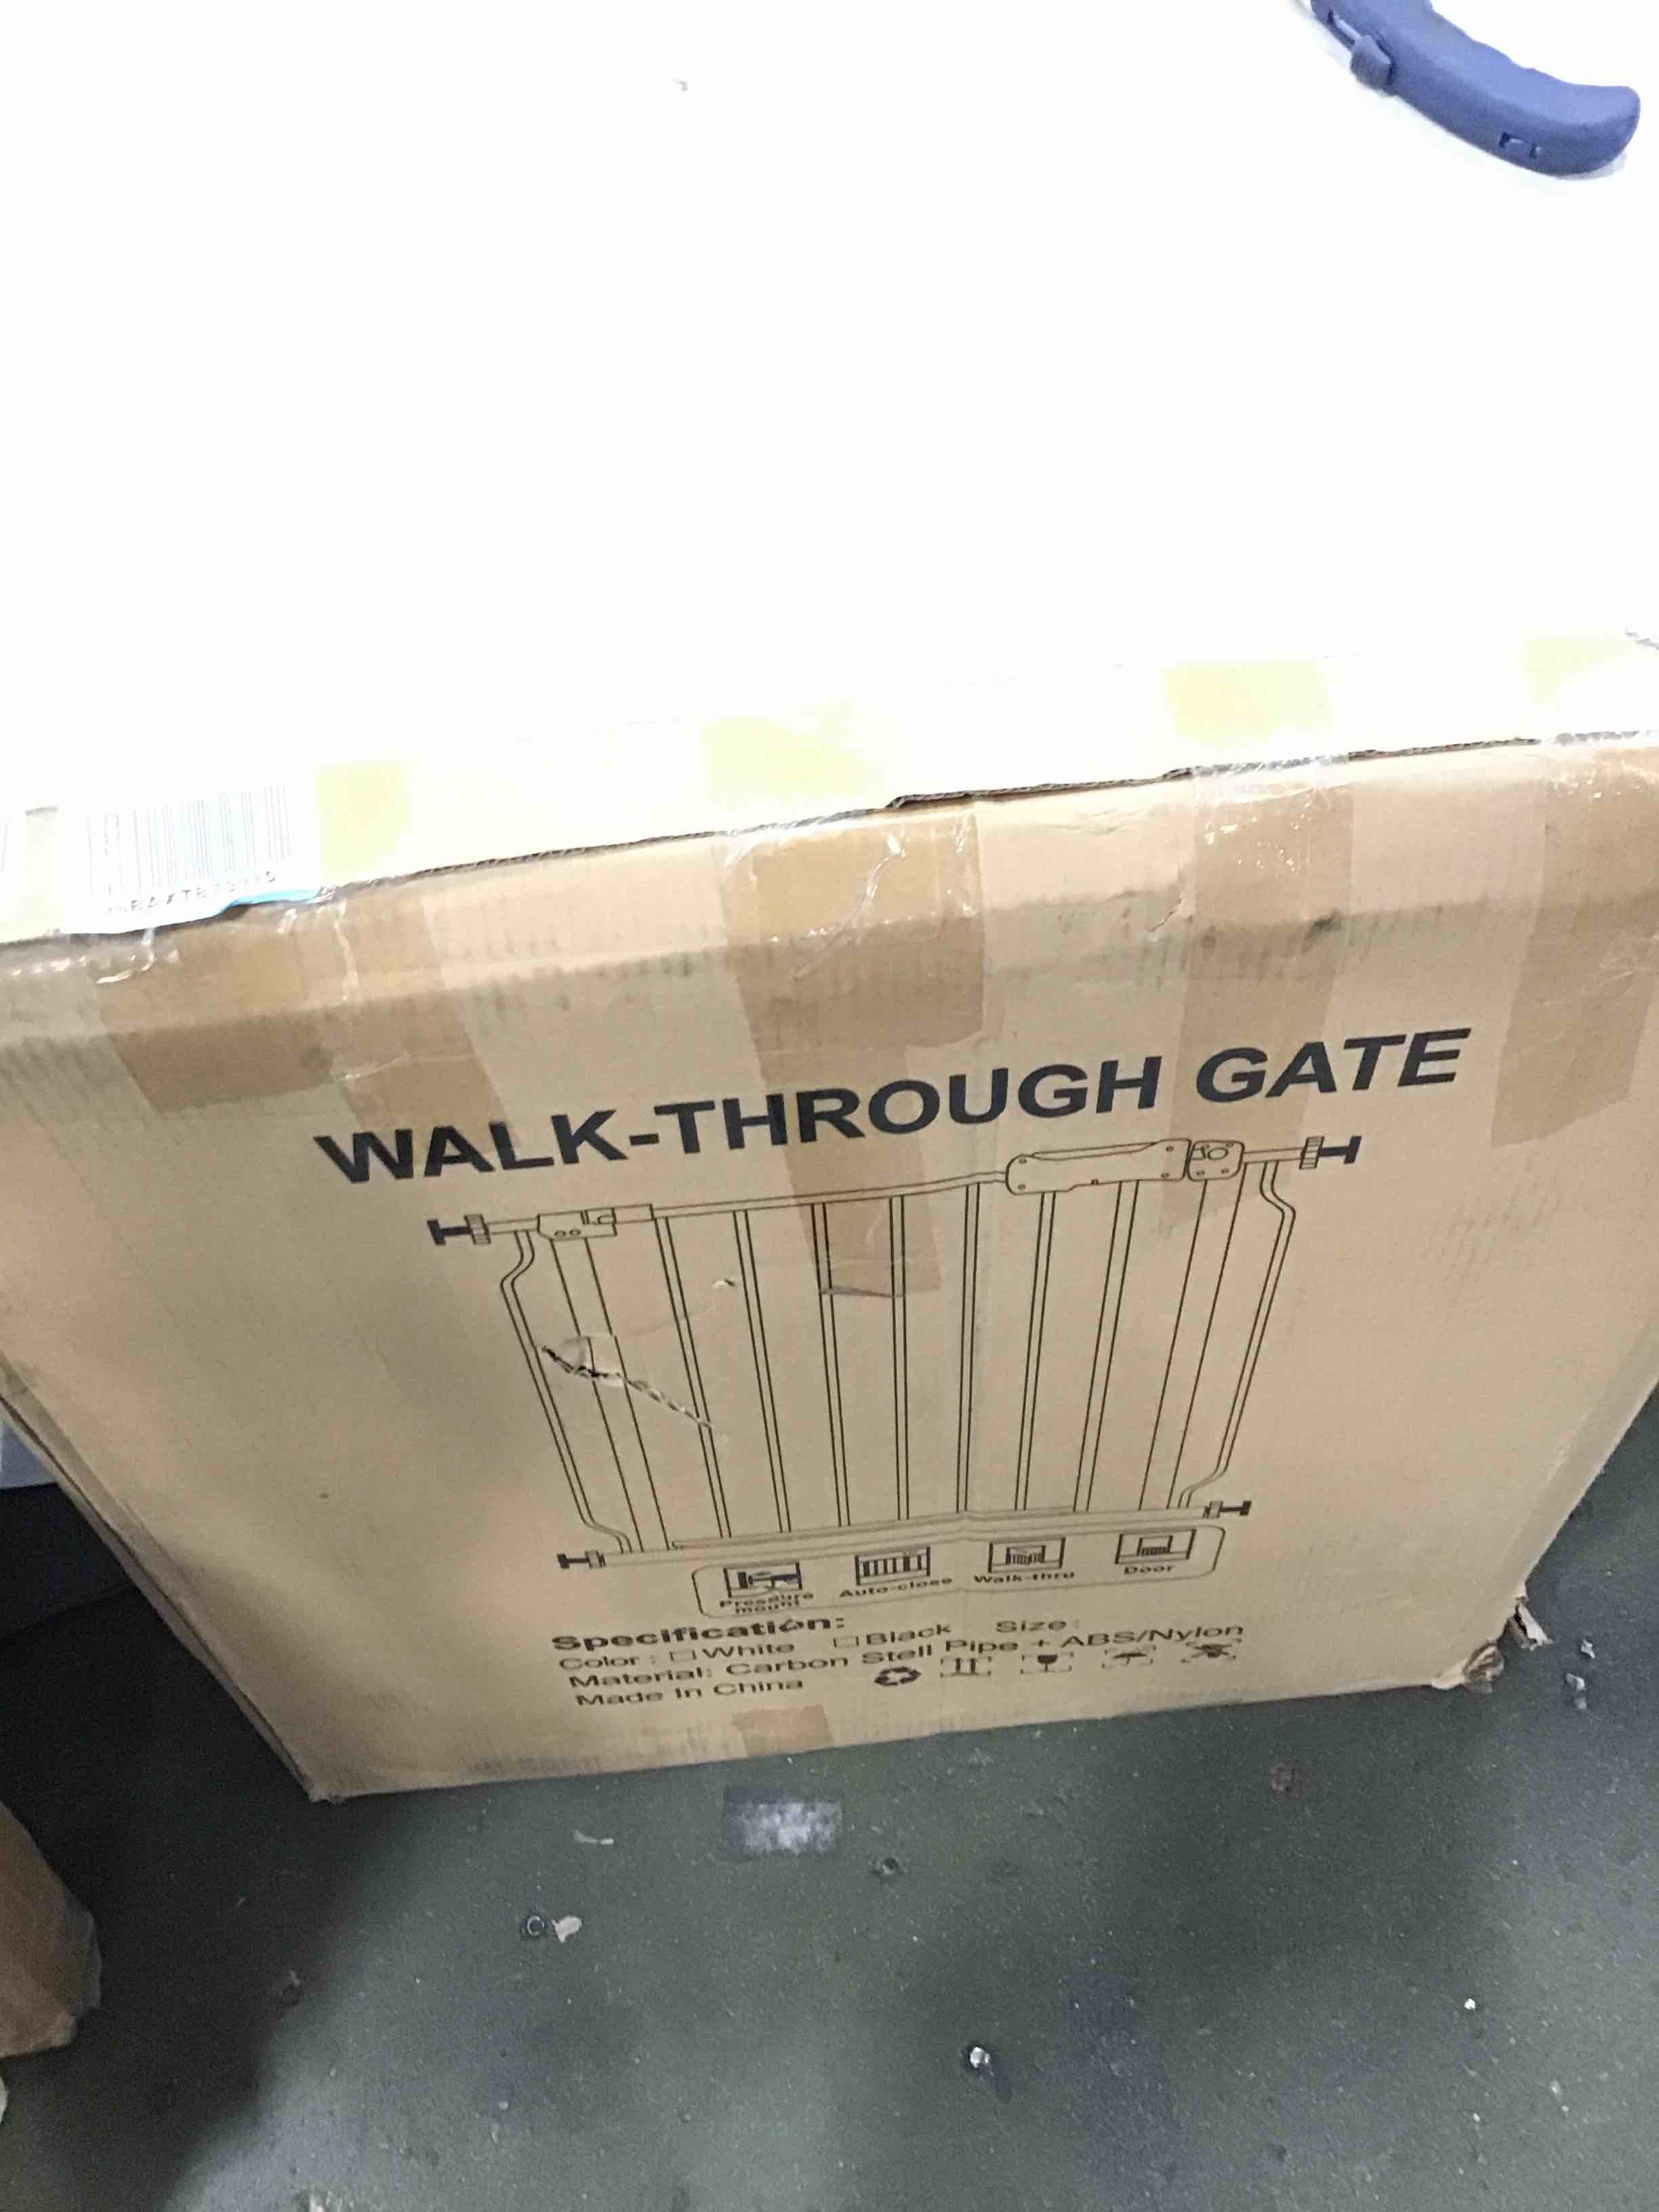 WALK-THROUGH GATE
Pressure mount
Auto-close
Walk-thru
Door
Specification:
Color : □ White □ Black Size:
Material: Carbon Stell Pipe + ABS/Nylon
Made In China